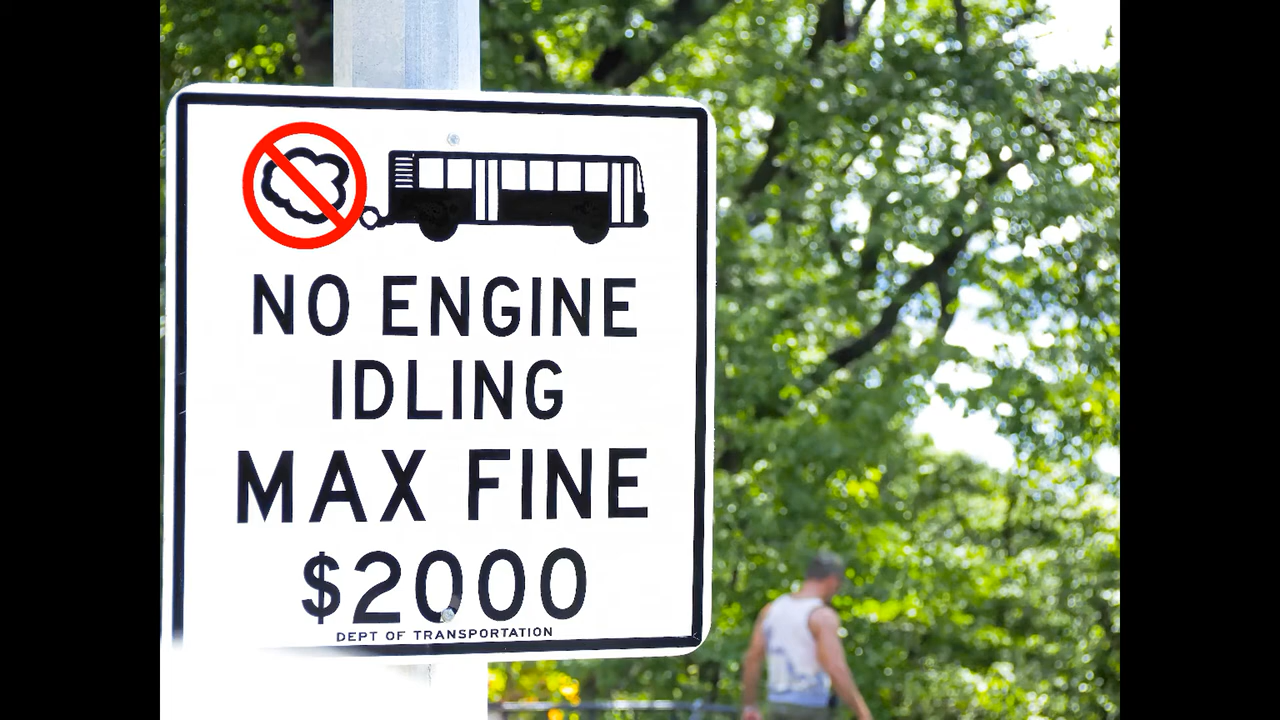 NO ENGINE
IDLING
MAX FINE
$2000
DEPT OF TRANSPORTATION